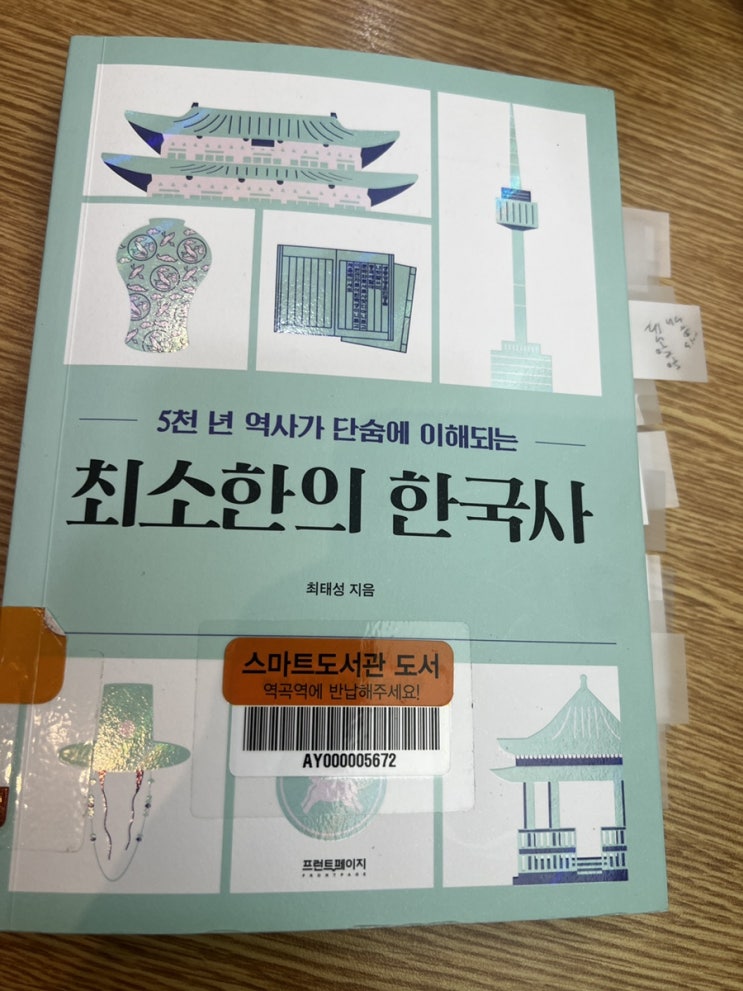 5천 년 역사가 단숨에 이해되는
최소한의 한국사
최태성 지음
스마트도서관 도서
역곡역에 반납해주세요!
AY000005672
프런트페이지
FRONTPAGE